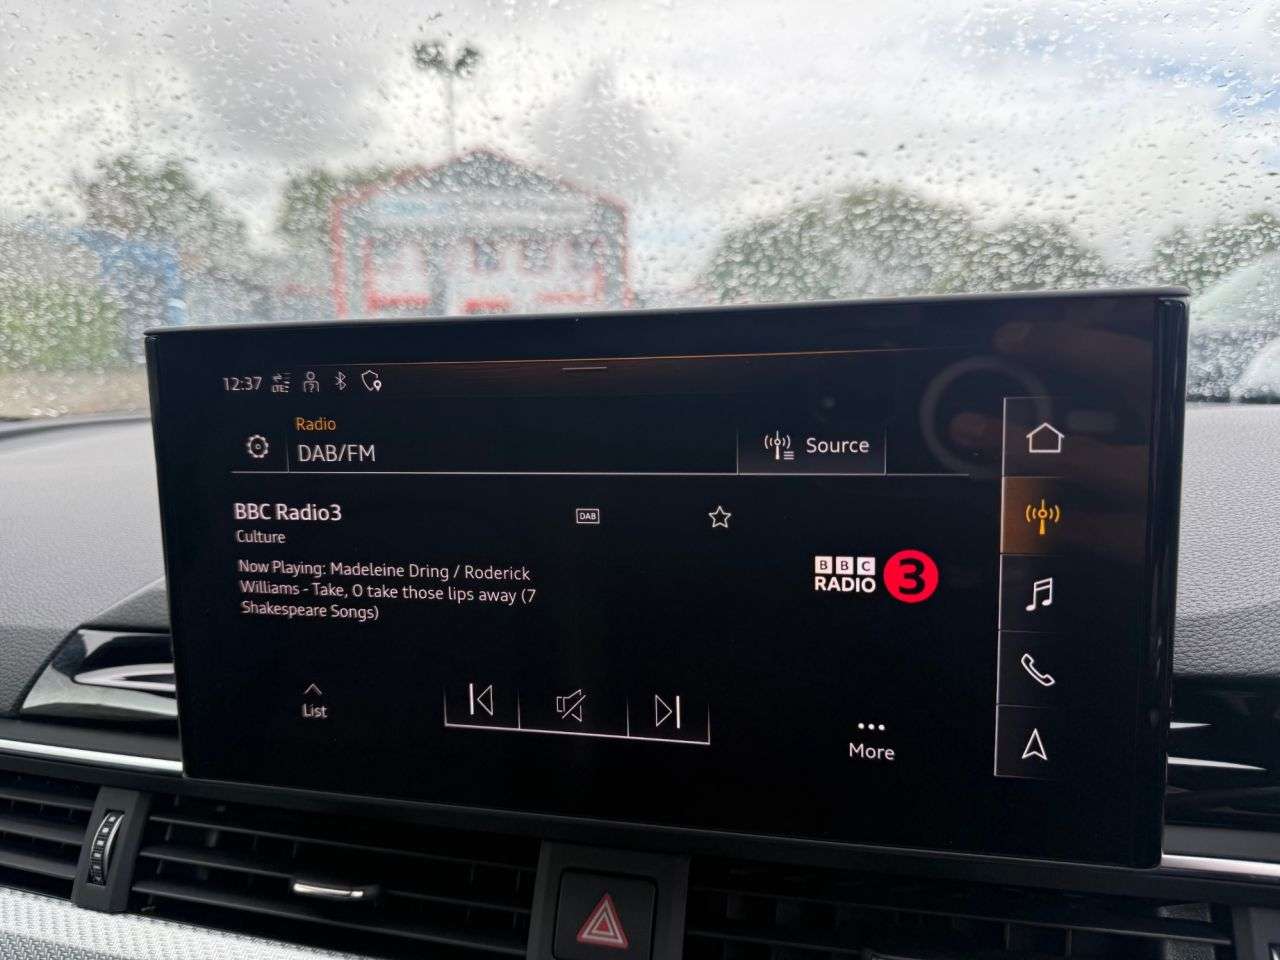 12:37 LTE
Radio
DAB/FM
Source
BBC Radio3
DAB
Culture
Now Playing: Madeleine Dring / Roderick
Williams - Take, O take those lips away (7
Shakespeare Songs)
BBC
RADIO 3
List
More